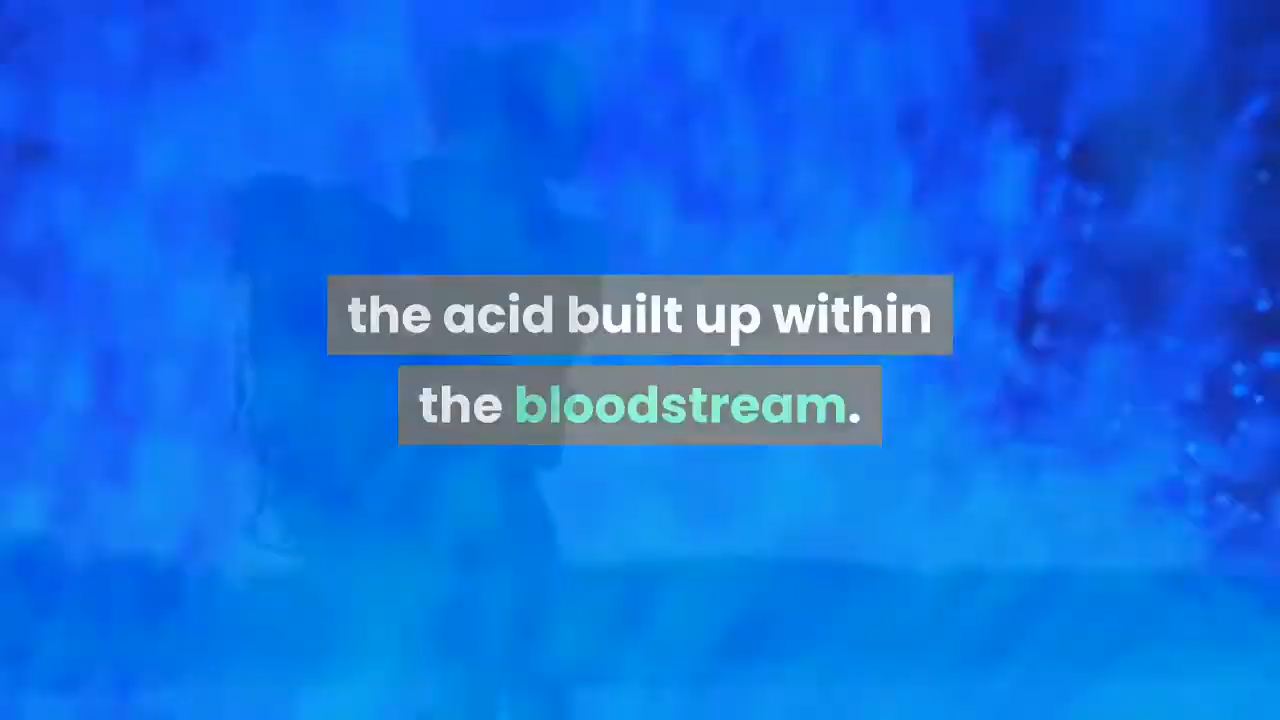 the acid built up within
the bloodstream.